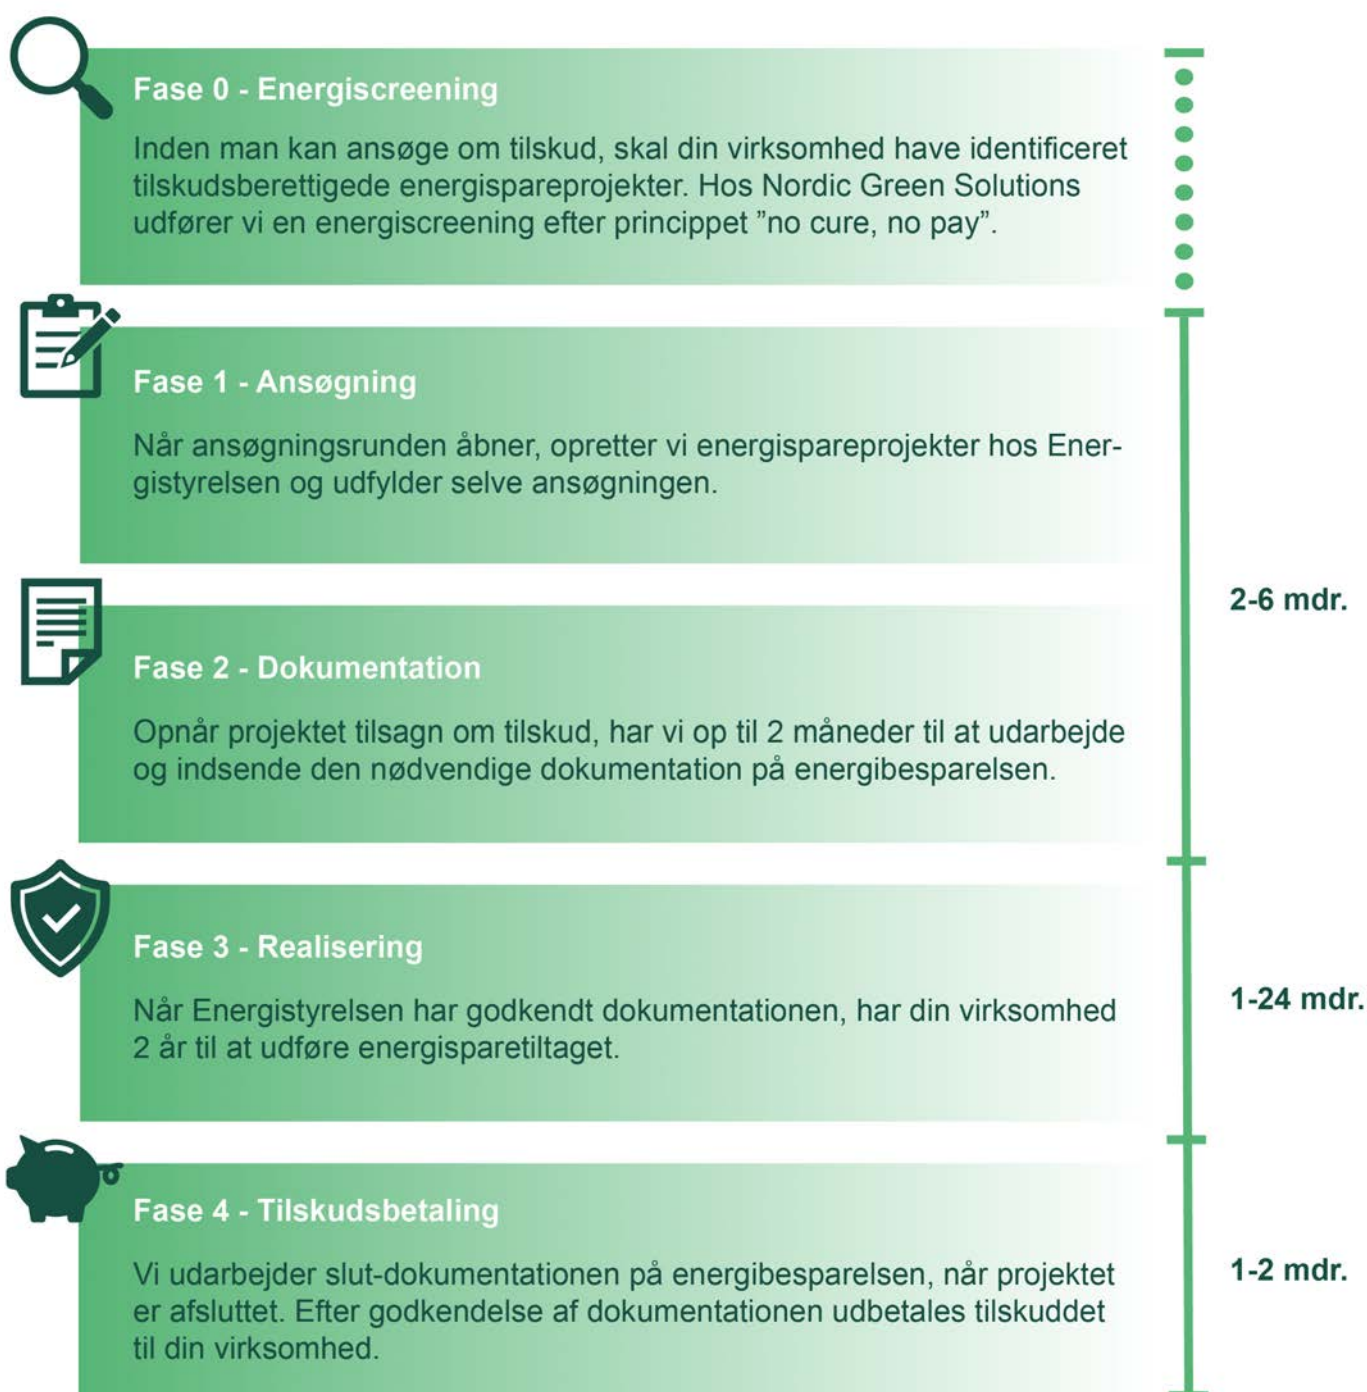 Fase 0 - Energiscreening
Inden man kan ansøge om tilskud, skal din virksomhed have identificeret
tilskudsberettigede energispareprojekter. Hos Nordic Green Solutions
udfører vi en energiscreening efter princippet ”no cure, no pay”.
Fase 1 - Ansøgning
Når ansøgningsrunden åbner, opretter vi energispareprojekter hos Ener-
gistyrelsen og udfylder selve ansøgningen.
2-6 mdr.
Fase 2 - Dokumentation
Opnår projektet tilsagn om tilskud, har vi op til 2 måneder til at udarbejde
og indsende den nødvendige dokumentation på energibesparelsen.
Fase 3 - Realisering
Når Energistyrelsen har godkendt dokumentationen, har din virksomhed
2 år til at udføre energisparetiltaget.
1-24 mdr.
Fase 4 - Tilskudsbetaling
Vi udarbejder slut-dokumentationen på energibesparelsen, når projektet
er afsluttet. Efter godkendelse af dokumentationen udbetales tilskuddet
til din virksomhed.
1-2 mdr.